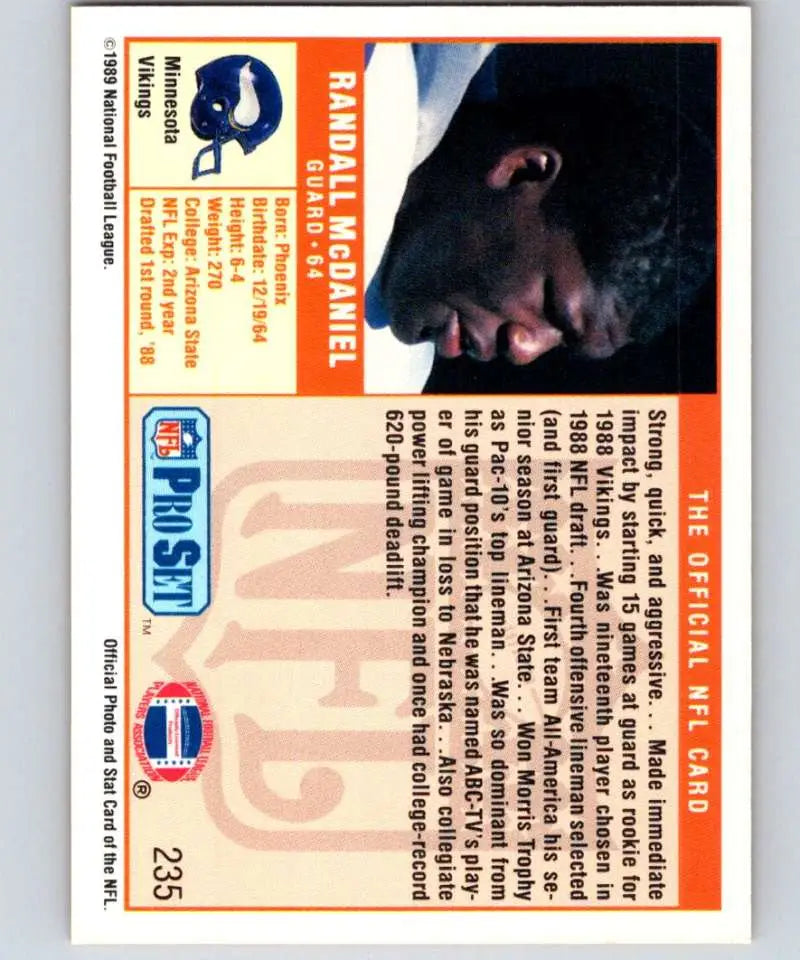 THE OFFICIAL NFL CARD
RANDALL McDANIEL
GUARD • 64
Minnesota
Vikings
Born: Phoenix
Birthdate: 12/19/64
Height: 6-4
Weight: 270
College: Arizona State
NFL Exp: 2nd year
Drafted 1st round, '88
Strong, quick, and aggressive. . . Made immediate
impact by starting 15 games at guard as rookie for
1988 Vikings. . .Was nineteenth player chosen in
1988 NFL draft. . .Fourth offensive lineman selected
(and first guard). . .First team All-America his se-
nior season at Arizona State. . . Won Morris Trophy
as Pac-10's top lineman. . .Was so dominant from
his guard position that he was named ABC-TV's play-
er of game in loss to Nebraska. . .Also collegiate
power lifting champion and once had college-record
620-pound deadlift.
NFL
NFL PRO SET ™
NATIONAL FOOTBALL LEAGUE
PLAYERS ASSOCIATION ®
235
© 1989 National Football League.
Official Photo and Stat Card of the NFL.